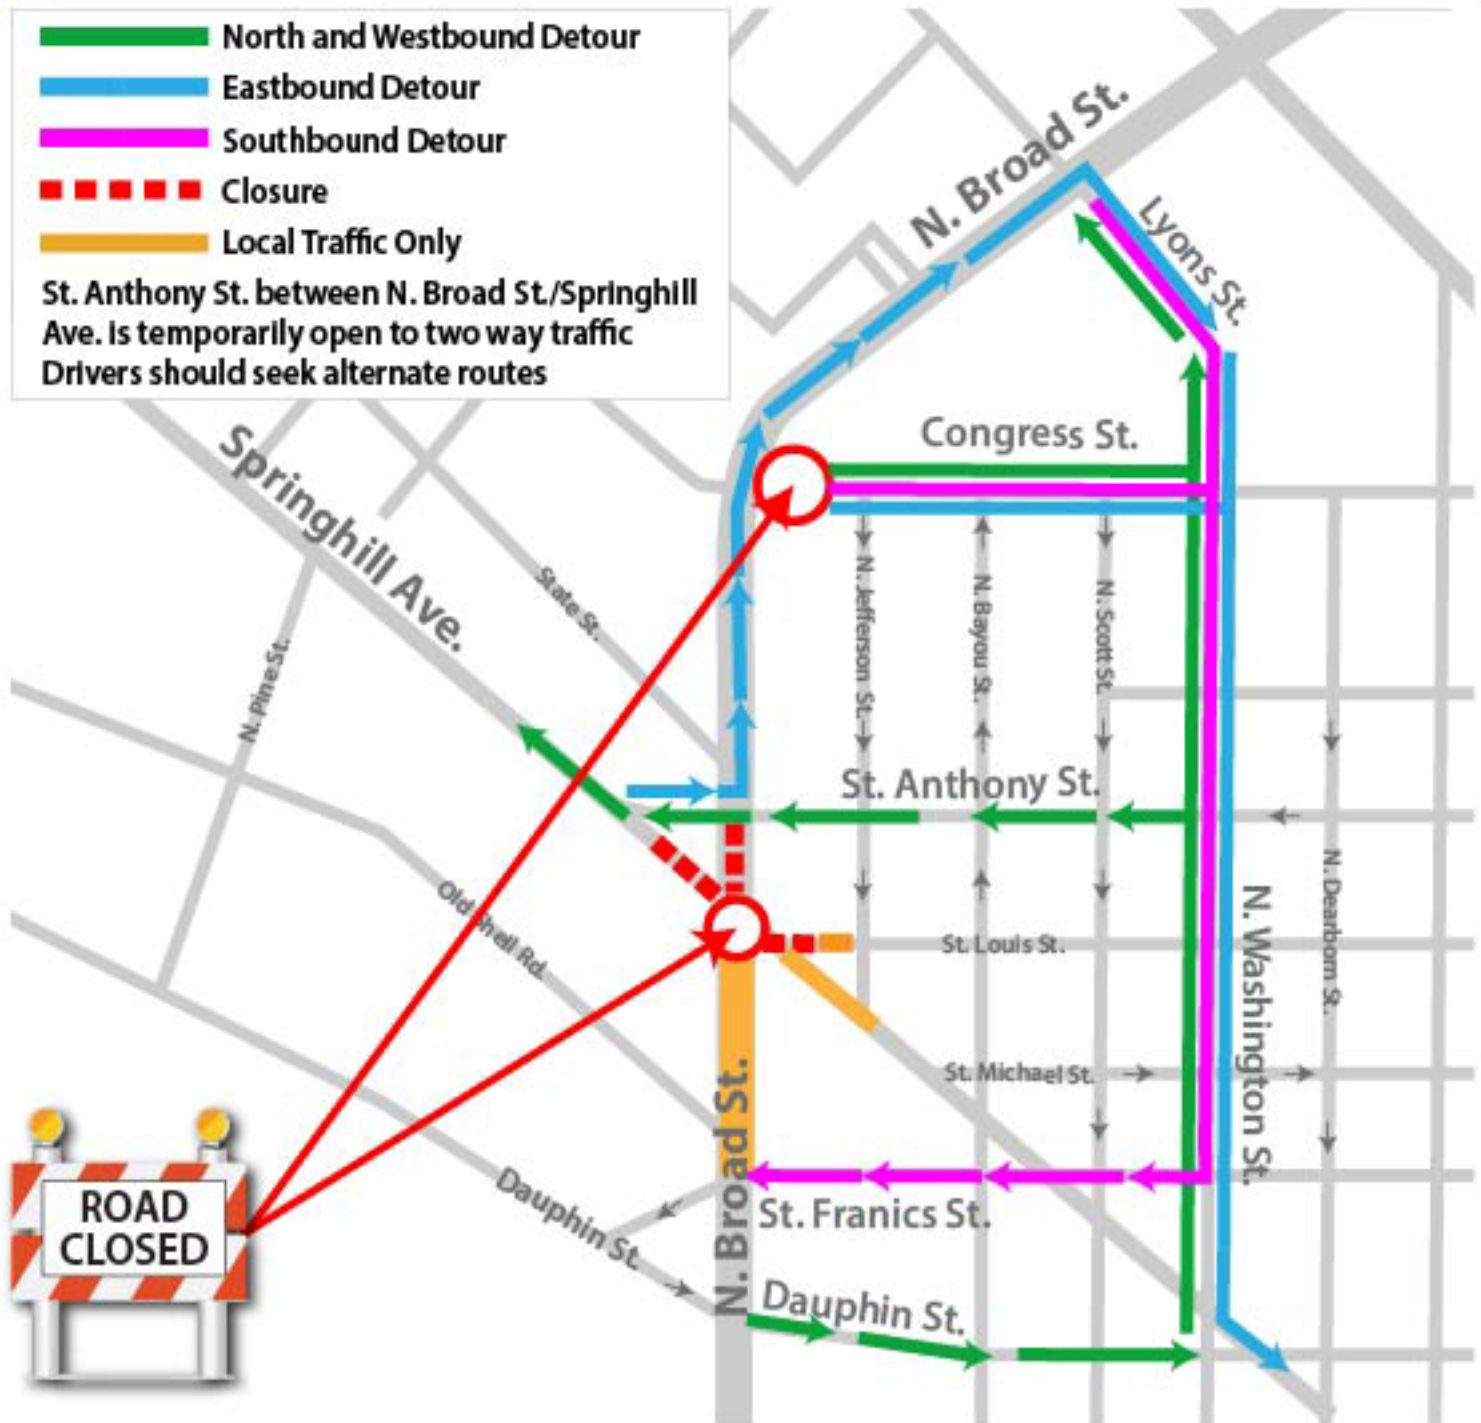 North and Westbound Detour
Eastbound Detour
Southbound Detour
Closure
Local Traffic Only
St. Anthony St. between N. Broad St./Springhill
Ave. is temporarily open to two way traffic
Drivers should seek alternate routes
N. Broad St.
Lyons St.
Congress St.
Springhill Ave.
State St.
N. Pine St.
N. Jefferson St.
N. Bayou St.
N. Scott St.
St. Anthony St.
Old Shell Rd.
St. Louis St.
N. Dearborn St.
N. Washington St.
St. Michael St.
N. Broad St.
Dauphin St.
St. Franics St.
Dauphin St.
ROAD
CLOSED